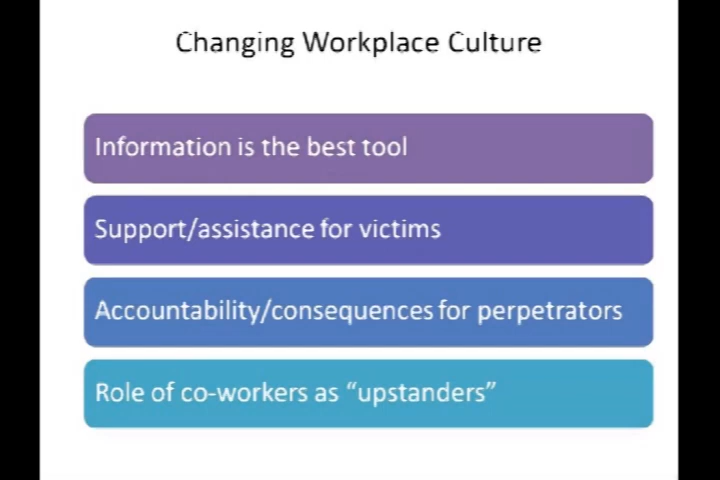 Changing Workplace Culture
Information is the best tool
Support/assistance for victims
Accountability/consequences for perpetrators
Role of co-workers as “upstanders”